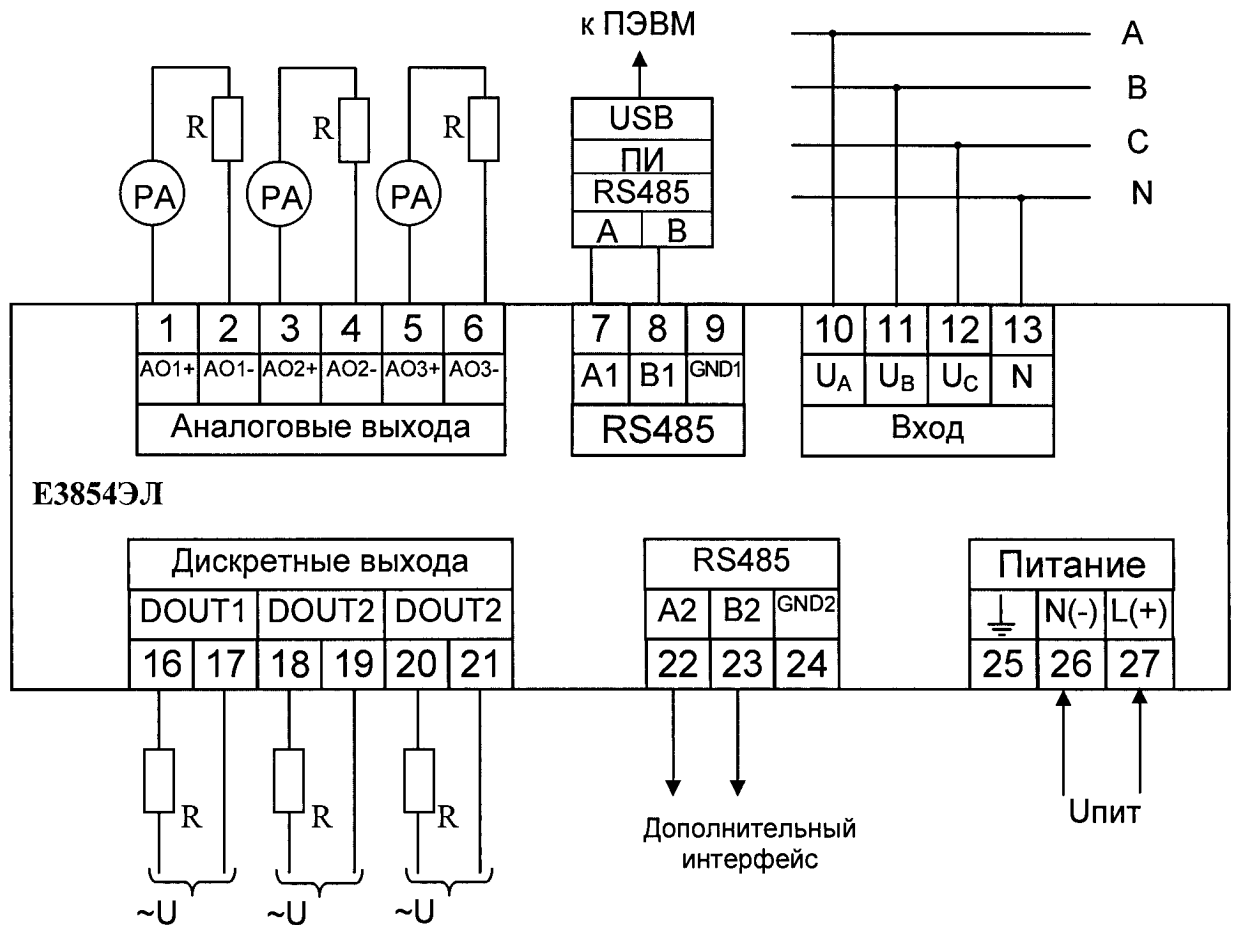 к ПЭВМ
A
B
C
N
R
R
R
PA
PA
PA
USB
ПИ
RS485
A B
1 2 3 4 5 6
AO1+ AO1- AO2+ AO2- AO3+ AO3-
Аналоговые выхода
7 8 9
A1 B1 GND1
RS485
10 11 12 13
UA UB UC N
Вход
Е3854ЭЛ
Дискретные выхода
DOUT1 DOUT2 DOUT2
16 17 18 19 20 21
RS485
A2 B2 GND2
22 23 24
Питание
N(-) L(+)
25 26 27
R
R
R
~U
~U
~U
Дополнительный
интерфейс
Uпит